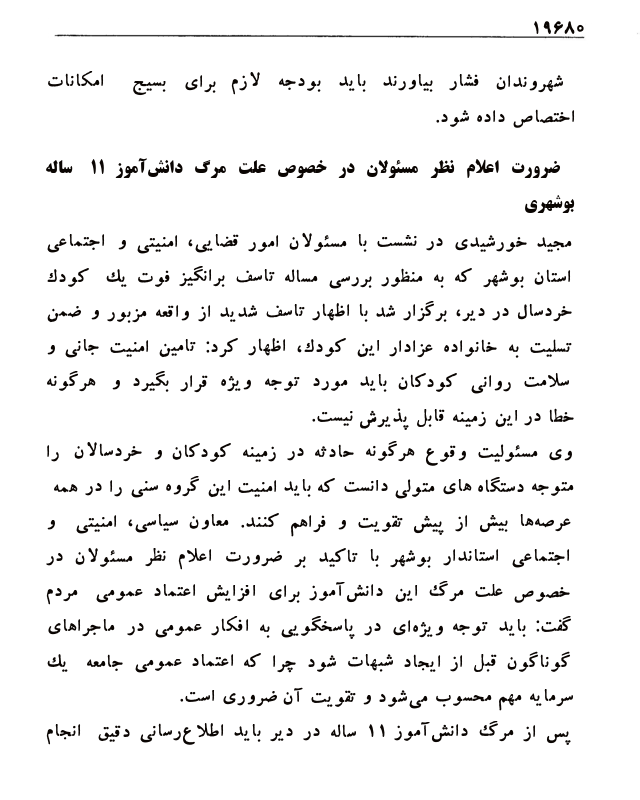 ۱۹۶۸۰
شهروندان فشار بیاورند باید بودجه لازم برای بسیج امکانات
اختصاص داده شود.
ضرورت اعلام نظر مسئولان در خصوص علت مرگ دانش‌آموز ۱۱ ساله
بوشهری
مجید خورشیدی در نشست با مسئولان امور قضایی، امنیتی و اجتماعی
استان بوشهر که به منظور بررسی مساله تاسف برانگیز فوت یك کودك
خردسال در دیر، برگزار شد با اظهار تاسف شدید از واقعه مزبور و ضمن
تسلیت به خانواده عزادار این کودك، اظهار کرد: تامین امنیت جانی و
سلامت روانی کودکان باید مورد توجه ویژه قرار بگیرد و هرگونه
خطا در این زمینه قابل پذیرش نیست.
وی مسئولیت وقوع هرگونه حادثه در زمینه کودکان و خردسالان را
متوجه دستگاه های متولی دانست که باید امنیت این گروه سنی را در همه
عرصه‌ها بیش از پیش تقویت و فراهم کنند. معاون سیاسی، امنیتی و
اجتماعی استاندار بوشهر با تاکید بر ضرورت اعلام نظر مسئولان در
خصوص علت مرگ این دانش‌آموز برای افزایش اعتماد عمومی مردم
گفت: باید توجه ویژه‌ای در پاسخگویی به افکار عمومی در ماجراهای
گوناگون قبل از ایجاد شبهات شود چرا که اعتماد عمومی جامعه یك
سرمایه مهم محسوب می‌شود و تقویت آن ضروری است.
پس از مرگ دانش‌آموز ۱۱ ساله در دیر باید اطلاع‌رسانی دقیق انجام